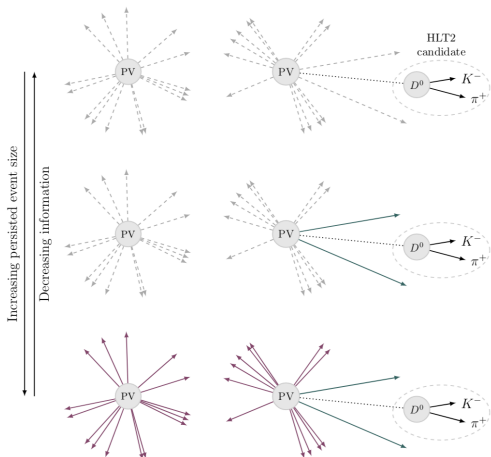 HLT2
candidate
PV
PV
D⁰
K⁻
π⁺
PV
PV
D⁰
K⁻
π⁺
PV
PV
D⁰
K⁻
π⁺
Increasing persisted event size
Decreasing information